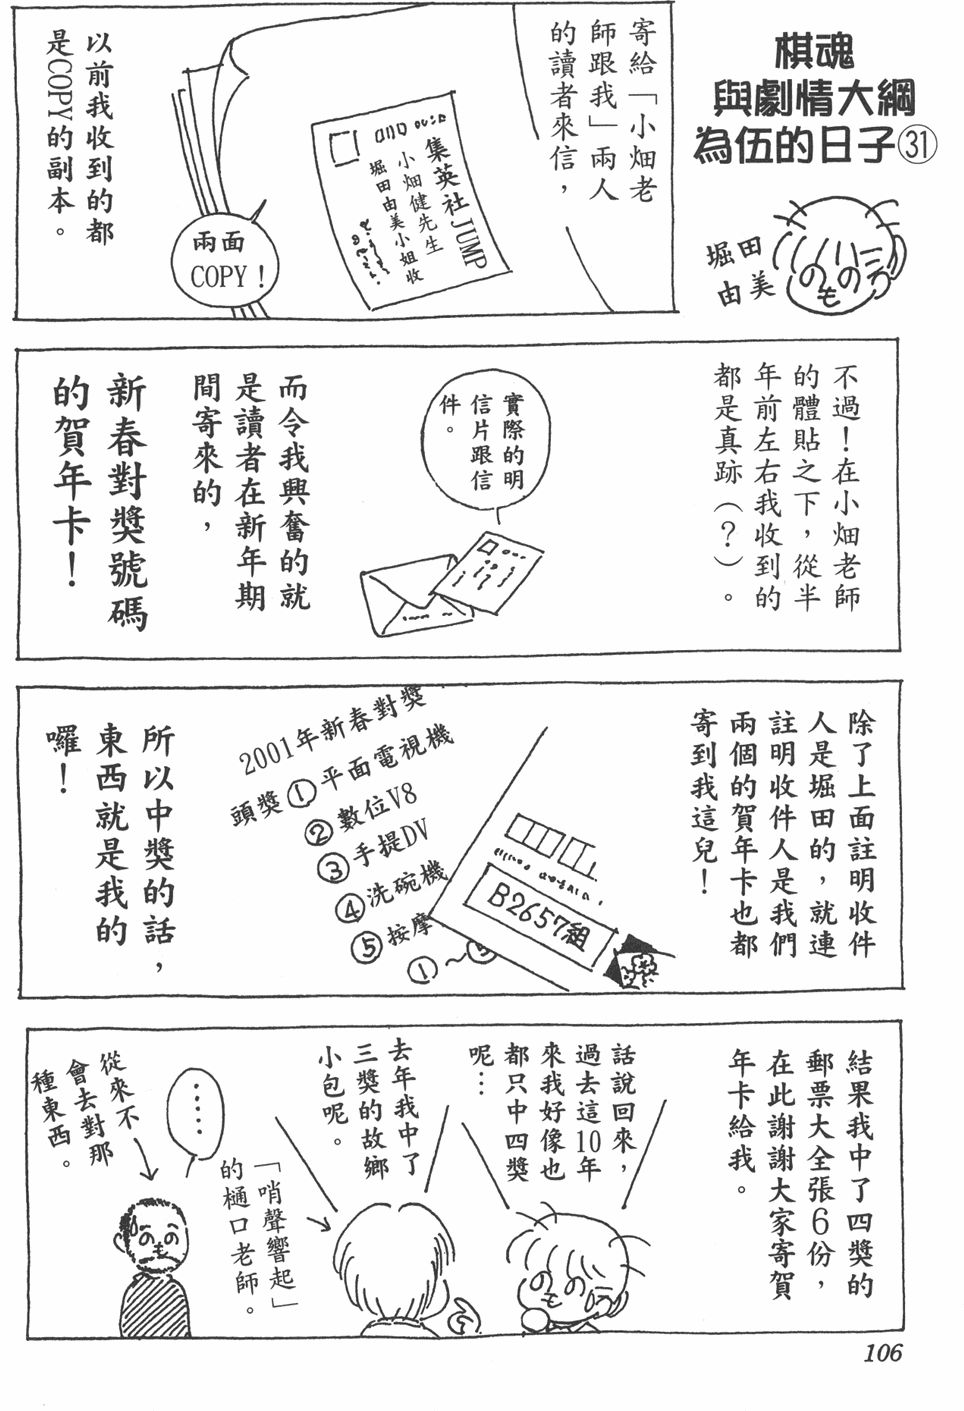 棋魂
與劇情大綱
為伍的日子㉛
堀田
由美
寄給「小畑老
師跟我」兩人
的讀者來信，
集英社JUMP
小畑健先生
堀田由美小姐收
兩面
COPY！
以前我收到的都
是COPY的副本。
不過！在小畑老師
的體貼之下，從半
年前左右我收到的
都是真跡（？）。
實際的明
信片跟信
件。
而令我興奮的就
是讀者在新年期
間寄來的，
新春對獎號碼
的賀年卡！
除了上面註明收件
人是堀田的，就連
註明收件人是我們
兩個的賀年卡也都
寄到我這兒！
B2657組
2001年新春對獎
頭獎①平面電視機
②數位V8
③手提DV
④洗碗機
⑤按摩
①～⑤
所以中獎的話，
東西就是我的
囉！
結果我中了四獎的
郵票大全張6份，
在此謝謝大家寄賀
年卡給我。
話說回來，
過去這10年
來我好像也
都只中四獎
呢…
去年我中了
三獎的故鄉
小包呢。
「哨聲響起」
的樋口老師。
……
從來不
會去對那
種東西。
106